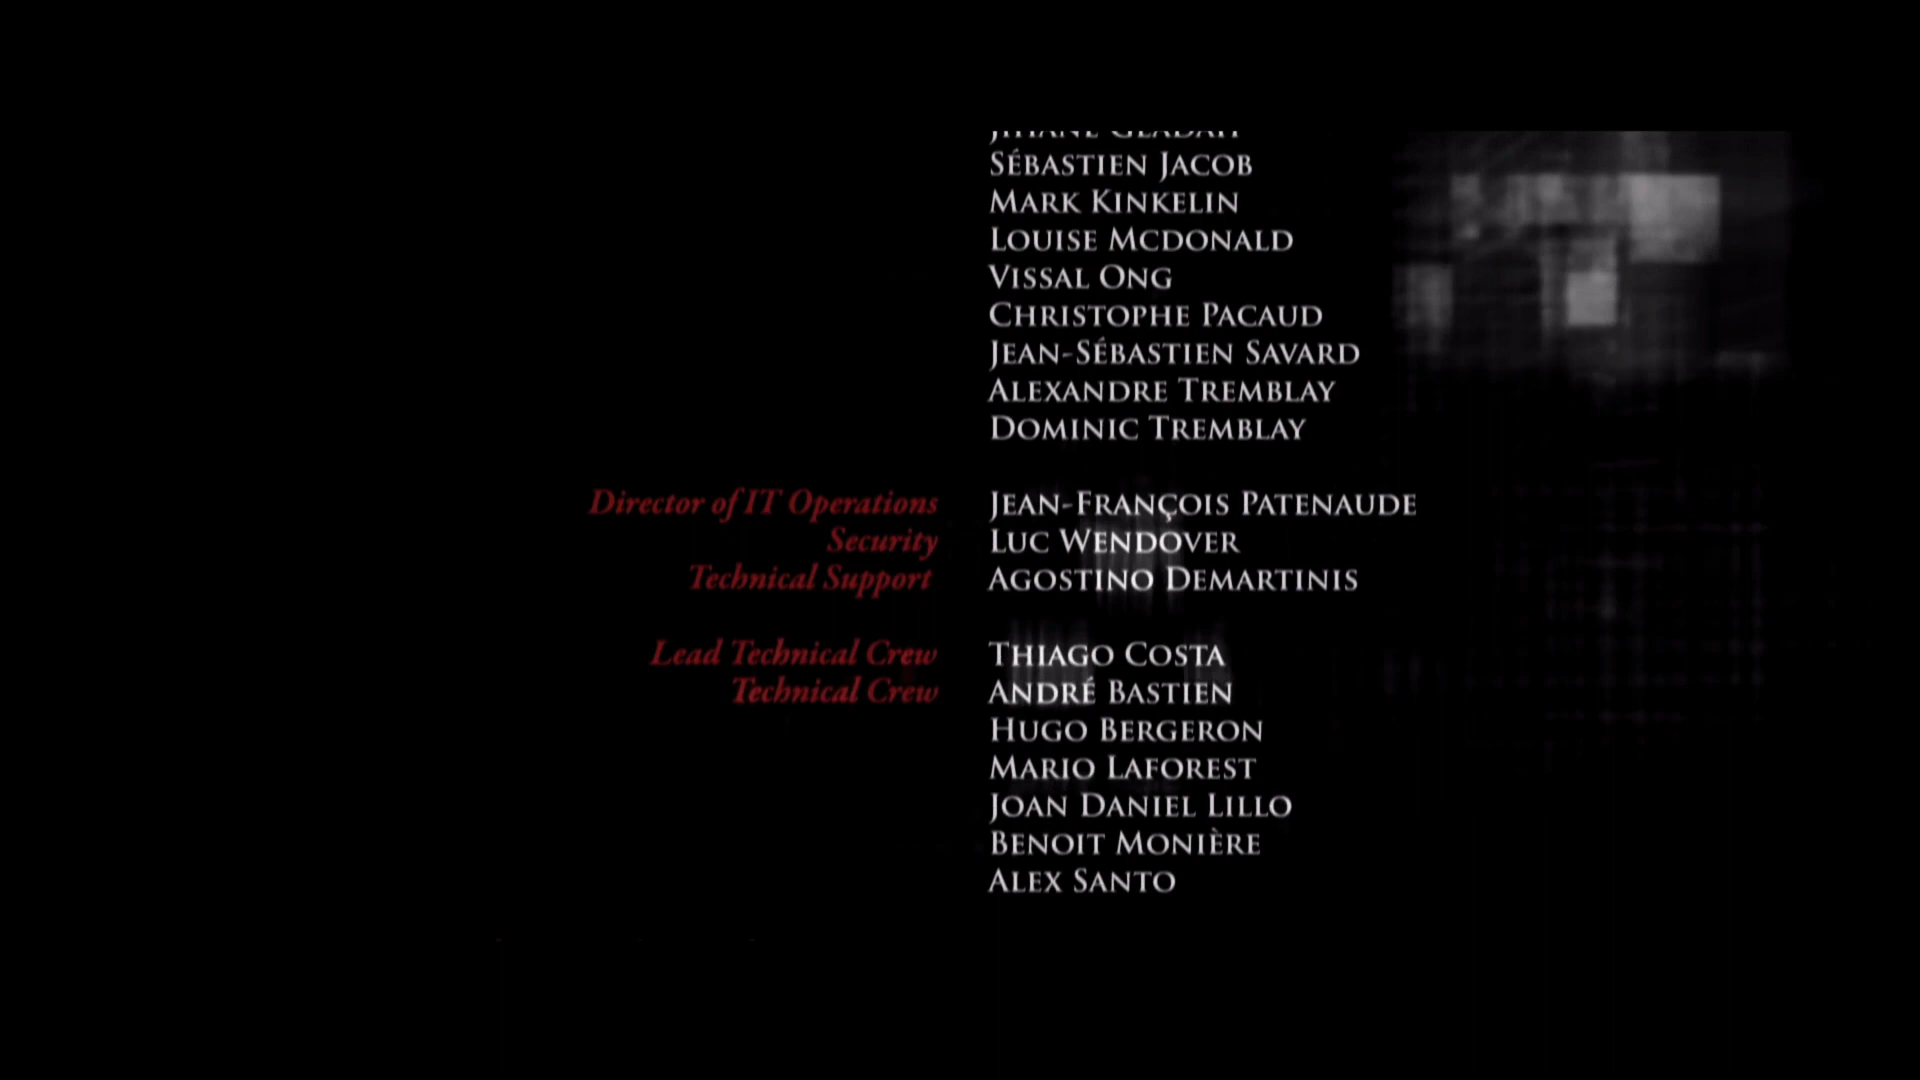 Sébastien Jacob
Mark Kinkelin
Louise Mcdonald
Vissal Ong
Christophe Pacaud
Jean-Sébastien Savard
Alexandre Tremblay
Dominic Tremblay
Director of IT Operations Jean-François Patenaude
Security Luc Wendover
Technical Support Agostino Demartinis
Lead Technical Crew Thiago Costa
Technical Crew André Bastien
Hugo Bergeron
Mario Laforest
Joan Daniel Lillo
Benoit Monière
Alex Santo